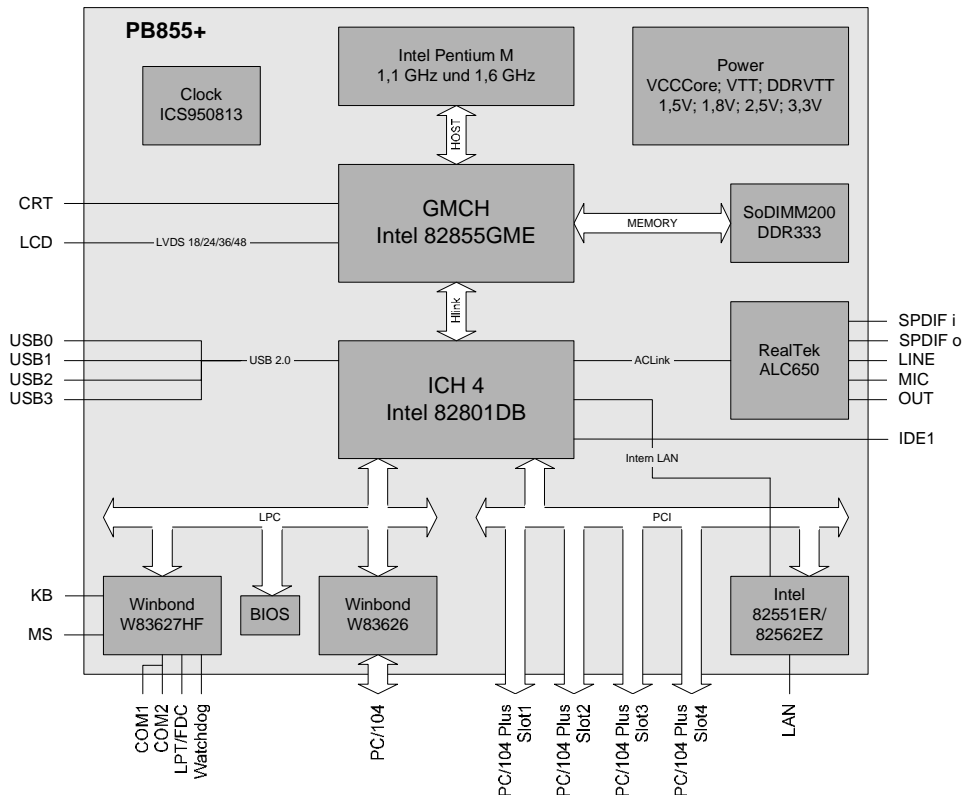 PB855+
Intel Pentium M
1,1 GHz und 1,6 GHz
Power
VCCCore; VTT; DDRVTT
1,5V; 1,8V; 2,5V; 3,3V
Clock
ICS950813
HOST
CRT
LCD
LVDS 18/24/36/48
GMCH
Intel 82855GME
MEMORY
SoDIMM200
DDR333
Hlink
USB0
USB1
USB2
USB3
USB 2.0
ICH 4
Intel 82801DB
ACLink
RealTek
ALC650
SPDIF i
SPDIF o
LINE
MIC
OUT
IDE1
Intern LAN
LPC
PCI
KB
MS
Winbond
W83627HF
BIOS
Winbond
W83626
Intel
82551ER/
82562EZ
COM1
COM2
LPT/FDC
Watchdog
PC/104
PC/104 Plus
Slot1
PC/104 Plus
Slot2
PC/104 Plus
Slot3
PC/104 Plus
Slot4
LAN